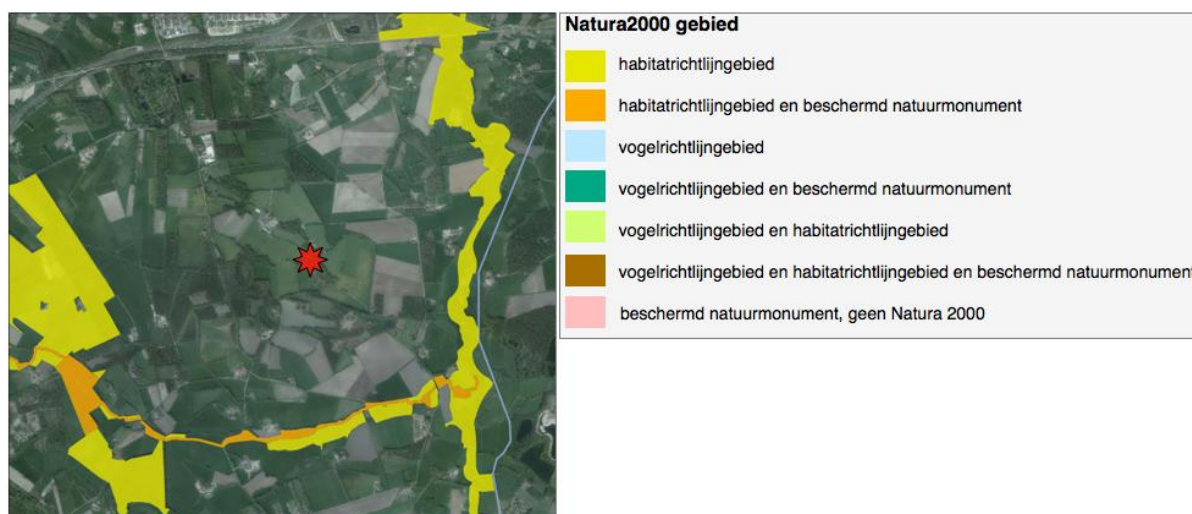 Natura2000 gebied
habitatrichtlijngebied
habitatrichtlijngebied en beschermd natuurmonument
vogelrichtlijngebied
vogelrichtlijngebied en beschermd natuurmonument
vogelrichtlijngebied en habitatrichtlijngebied
vogelrichtlijngebied en habitatrichtlijngebied en beschermd natuurmonument
beschermd natuurmonument, geen Natura 2000